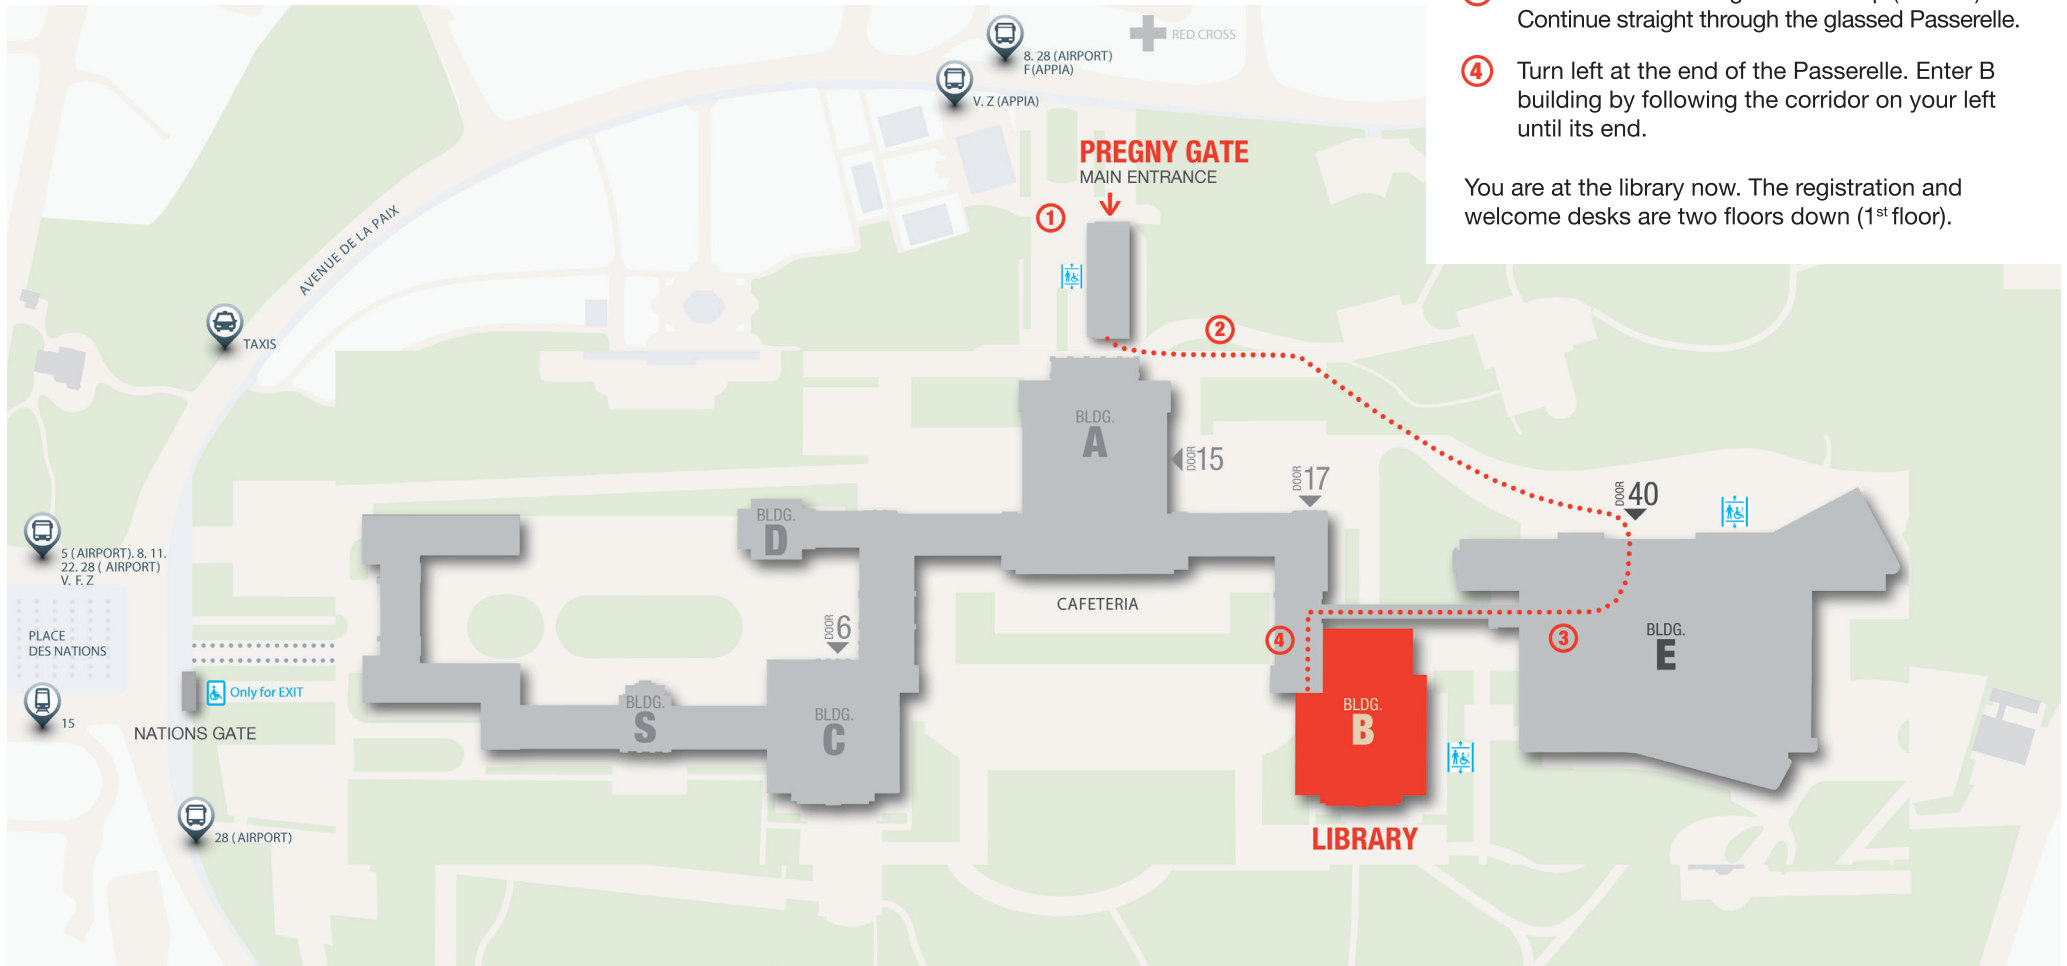 Continue straight through the glassed Passerelle.
4 Turn left at the end of the Passerelle. Enter B
building by following the corridor on your left
until its end.
You are at the library now. The registration and
welcome desks are two floors down (1st floor).
RED CROSS
8. 28 (AIRPORT)
F (APPIA)
V. Z (APPIA)
PREGNY GATE
MAIN ENTRANCE
1
AVENUE DE LA PAIX
TAXIS
2
BLDG.
A
DOOR 15
DOOR 17
DOOR 40
BLDG.
D
5 ( AIRPORT). 8. 11.
22. 28 ( AIRPORT)
V. F. Z
CAFETERIA
DOOR 6
PLACE
DES NATIONS
4
3
BLDG.
E
Only for EXIT
15
NATIONS GATE
BLDG.
S
BLDG.
C
BLDG.
B
28 ( AIRPORT)
LIBRARY